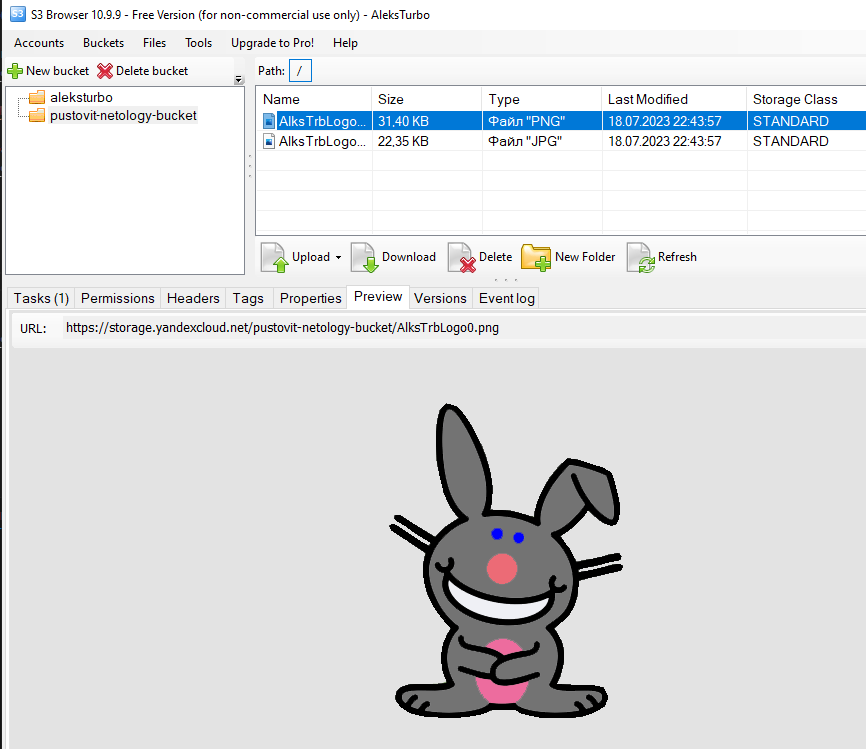 S3 Browser 10.9.9 - Free Version (for non-commercial use only) - AleksTurbo
Accounts Buckets Files Tools Upgrade to Pro! Help
New bucket Delete bucket
Path: /
aleksturbo
pustovit-netology-bucket
Name Size Type Last Modified Storage Class
AlksTrbLogo... 31,40 KB Файл "PNG" 18.07.2023 22:43:57 STANDARD
AlksTrbLogo... 22,35 KB Файл "JPG" 18.07.2023 22:43:57 STANDARD
Upload Download Delete New Folder Refresh
Tasks (1) Permissions Headers Tags Properties Preview Versions Event log
URL: https://storage.yandexcloud.net/pustovit-netology-bucket/AlksTrbLogo0.png